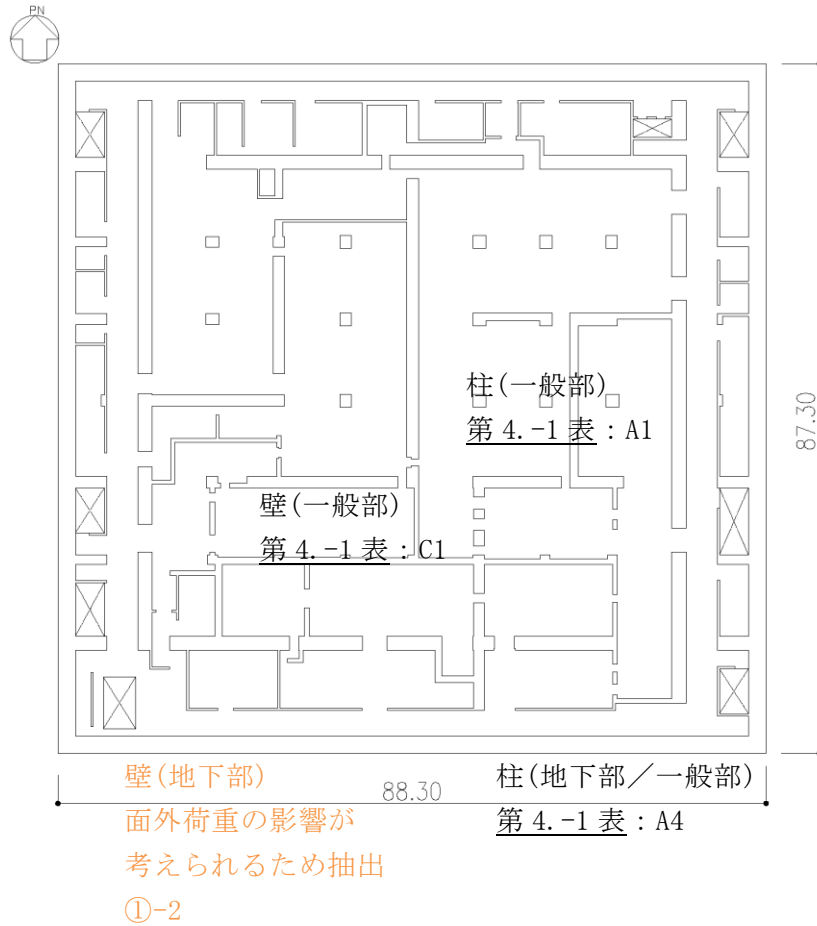 PN
柱(一般部)
第 4.-1 表：A1
87.30
壁(一般部)
第 4.-1 表：C1
88.30
壁(地下部)
面外荷重の影響が
考えられるため抽出
①-2
柱(地下部／一般部)
第 4.-1 表：A4